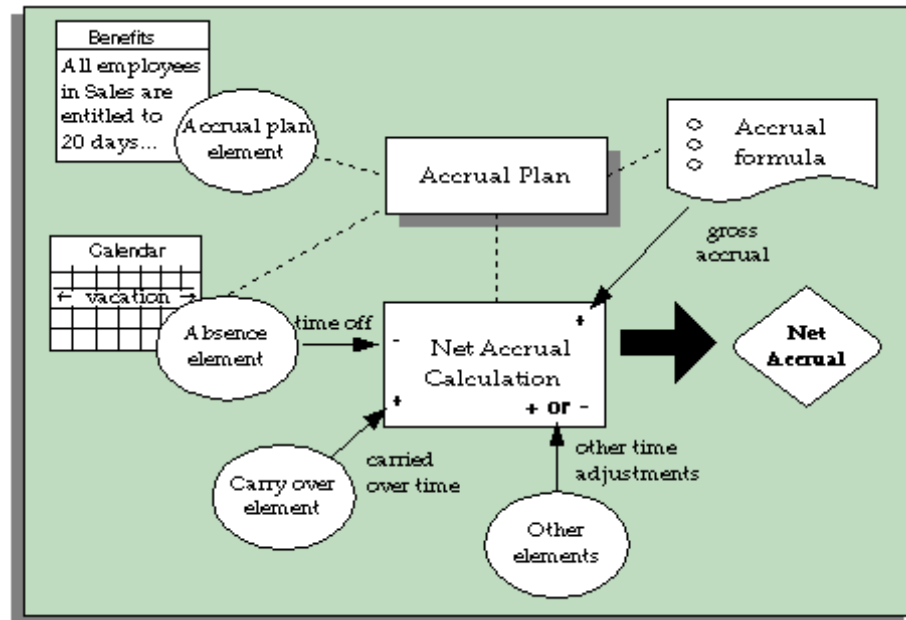 Benefits
All employees
in Sales are
entitled to
20 days...
Accrual plan
element
Accrual Plan
Accrual
formula
gross
accrual
Calendar
← vacation →
Absence
element
time off
-
+
Net Accrual
Calculation
+
+ or -
Net
Accrual
Carry over
element
carried
over time
other time
adjustments
Other
elements